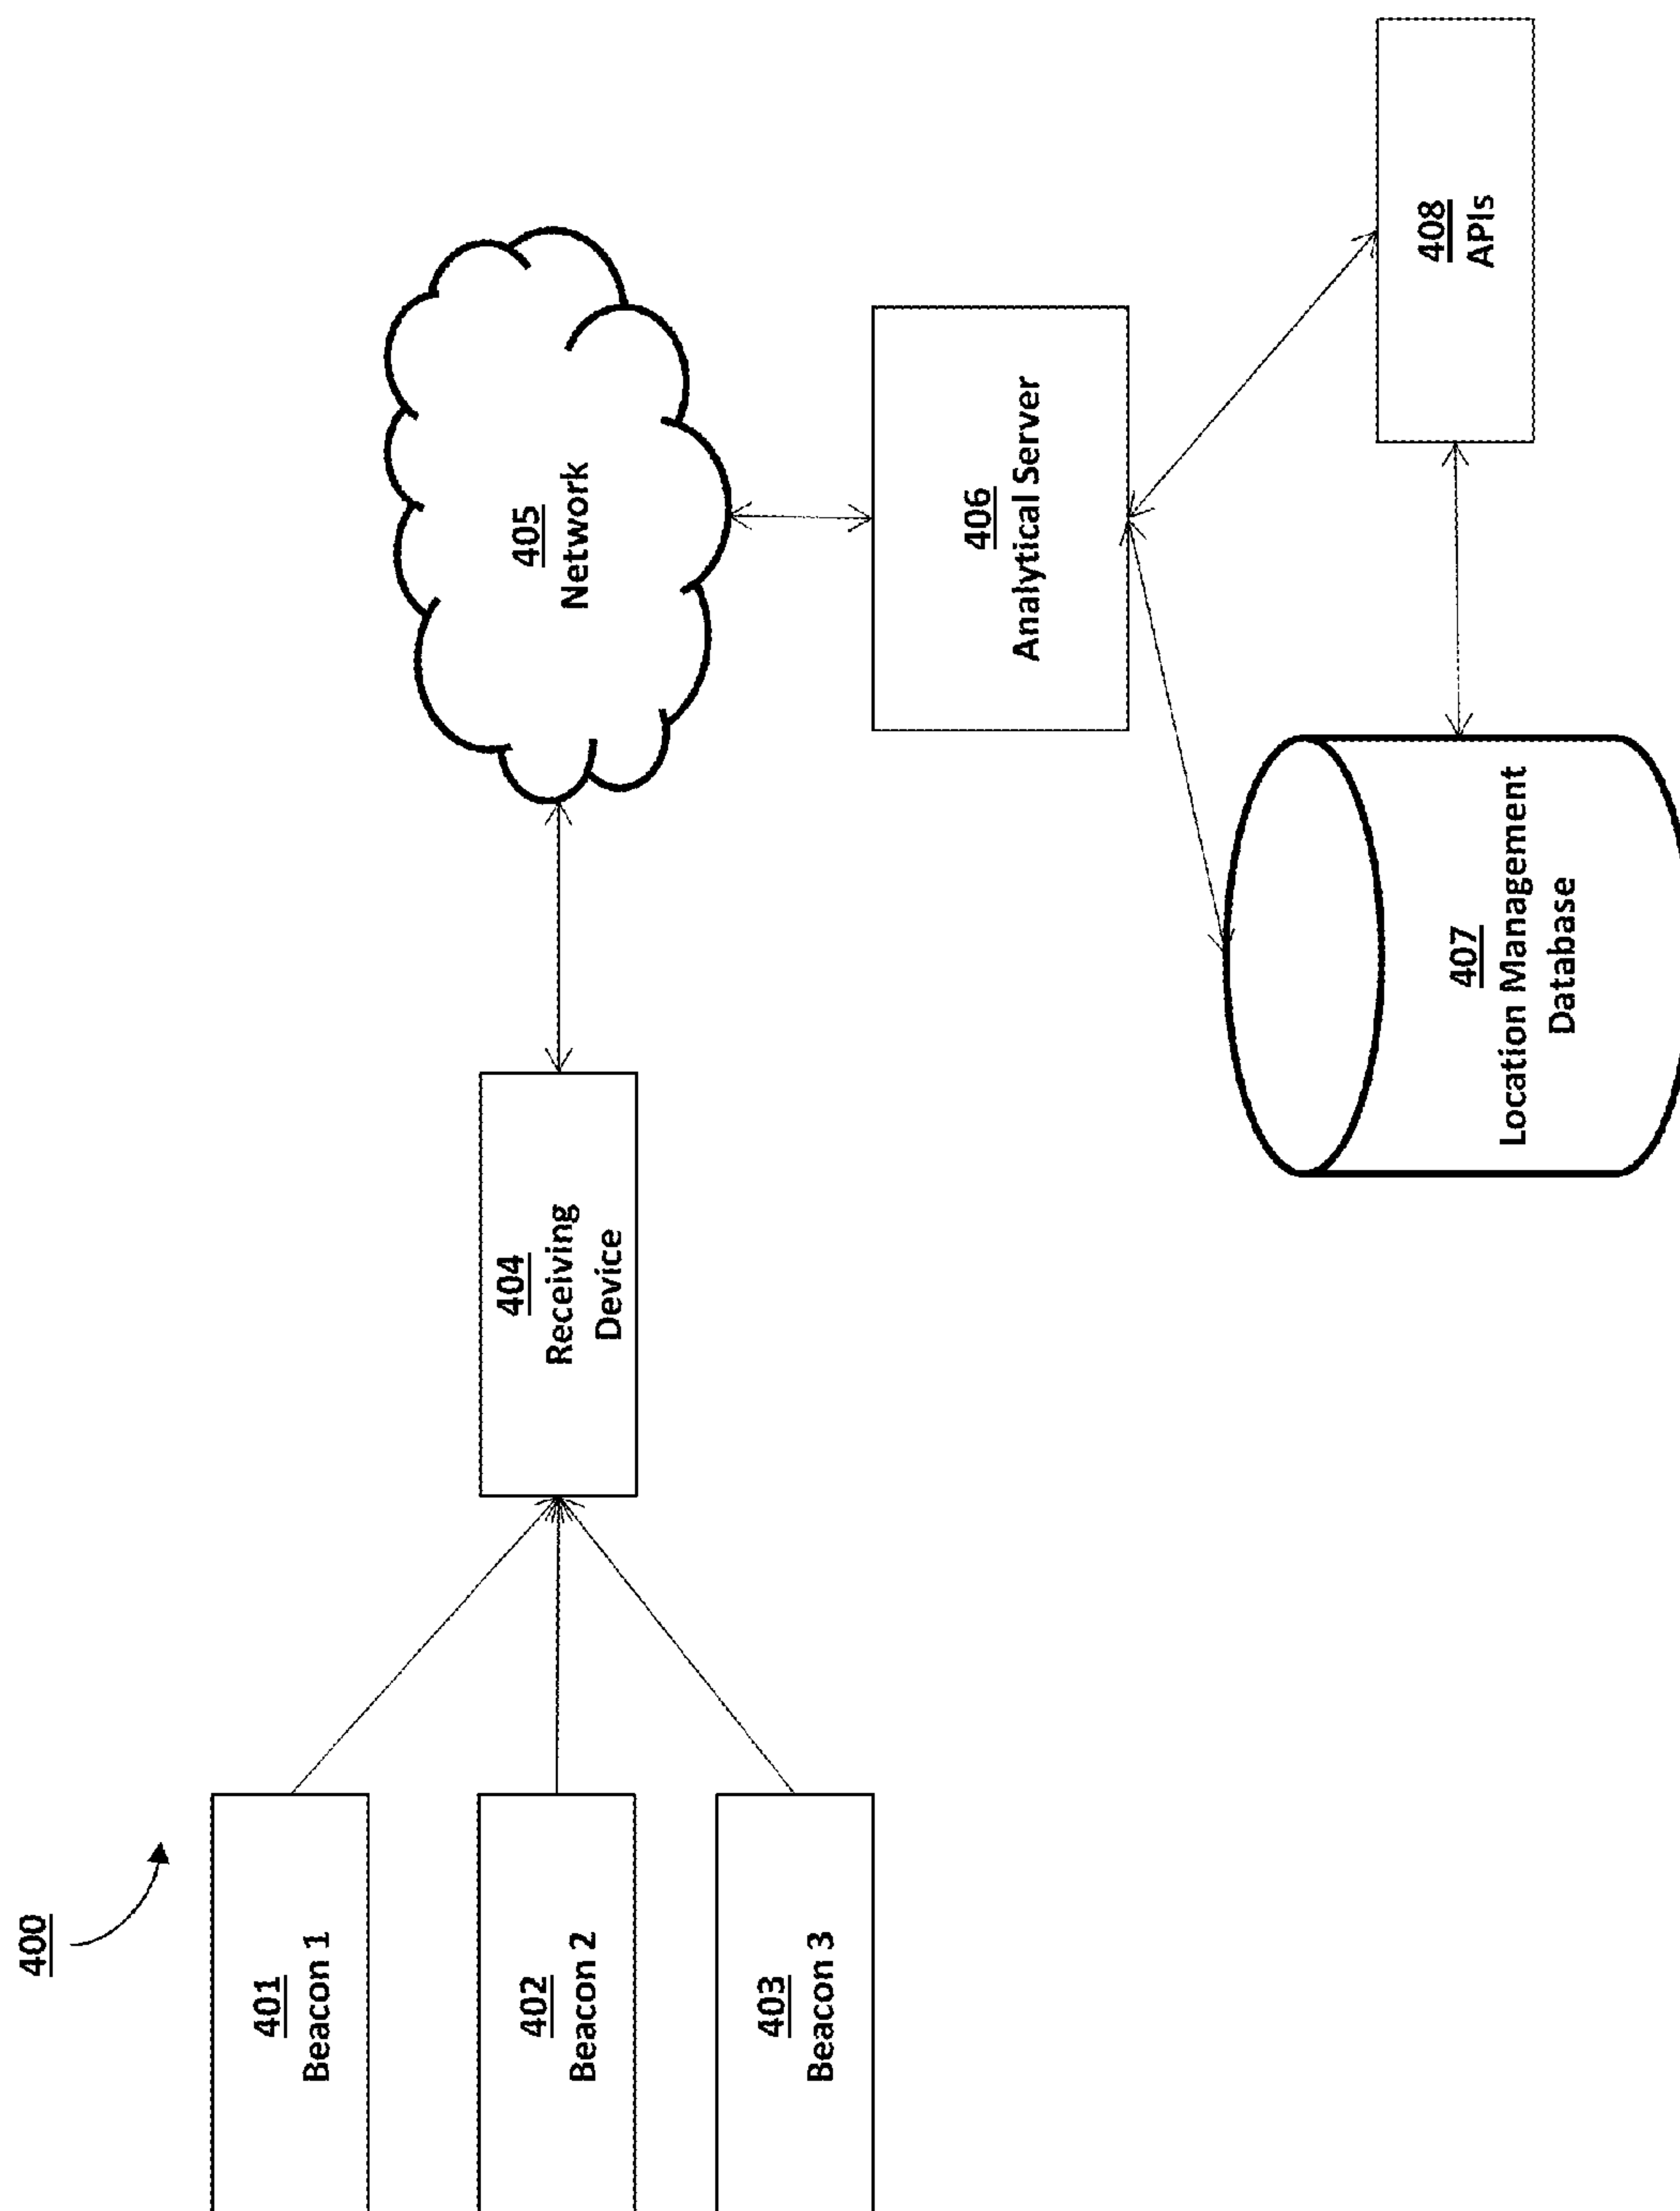 400
401
Beacon 1
402
Beacon 2
403
Beacon 3
404
Receiving
Device
405
Network
406
Analytical Server
407
Location Management
Database
408
APIs